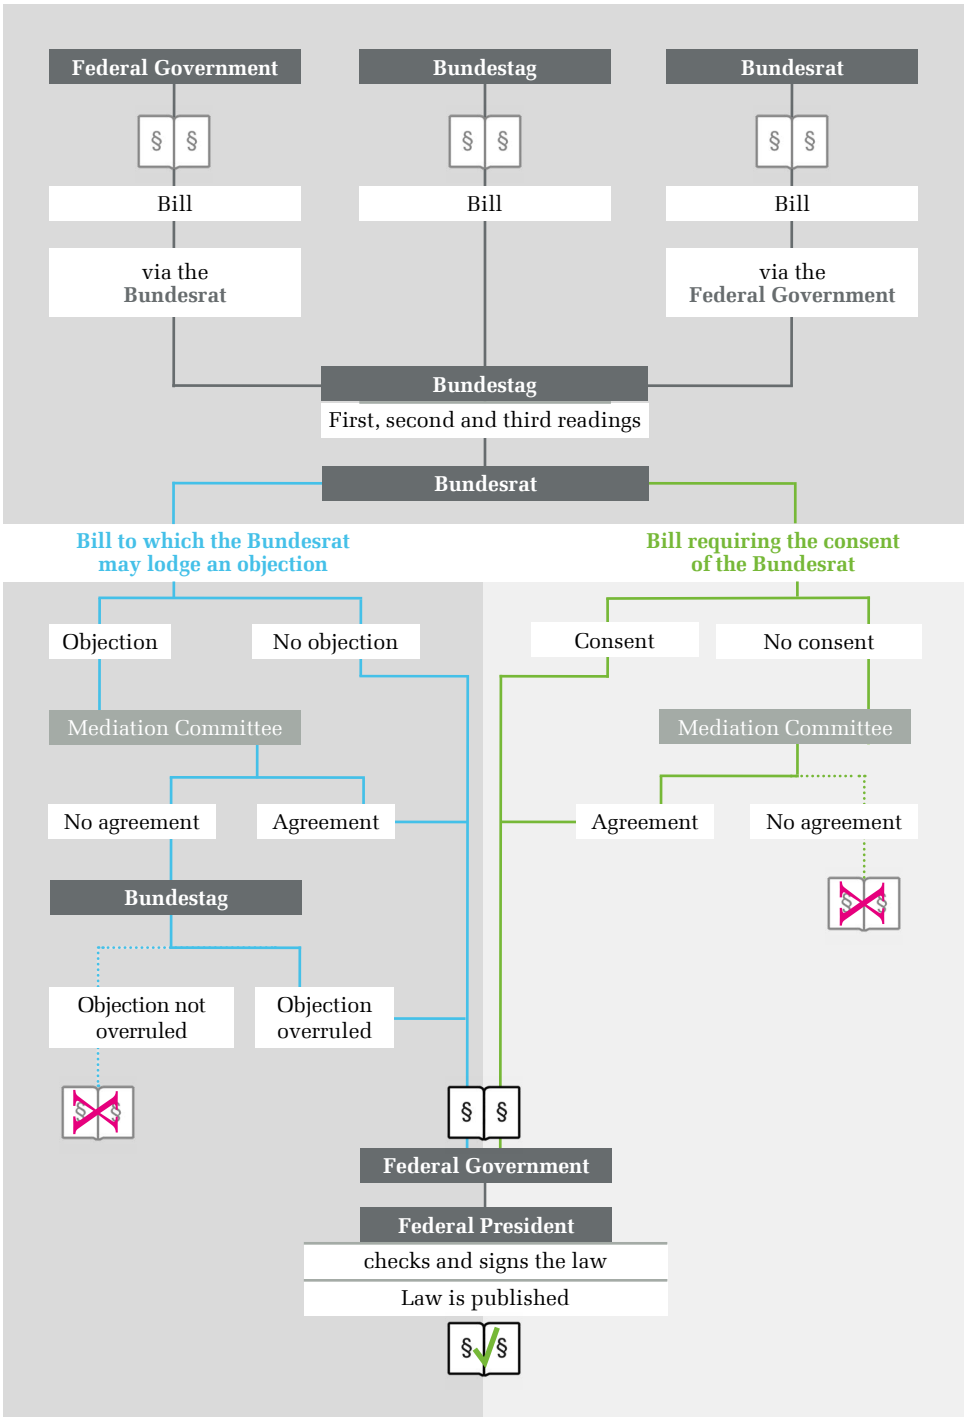 Federal Government
Bundestag
Bundesrat
§ §
§ §
§ §
Bill
Bill
Bill
via the
Bundesrat
via the
Federal Government
Bundestag
First, second and third readings
Bundesrat
Bill to which the Bundesrat
may lodge an objection
Bill requiring the consent
of the Bundesrat
Objection
No objection
Consent
No consent
Mediation Committee
Mediation Committee
No agreement
Agreement
Agreement
No agreement
Bundestag
§ §
Objection not
overruled
Objection
overruled
§ §
§ §
Federal Government
Federal President
checks and signs the law
Law is published
§ §